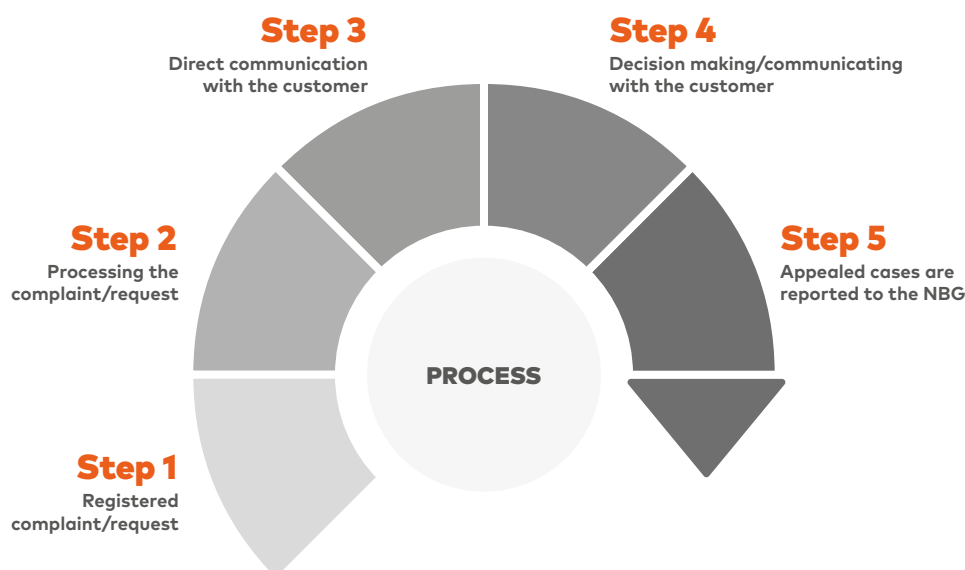 Step 3
Direct communication
with the customer
Step 4
Decision making/communicating
with the customer
Step 2
Processing the
complaint/request
Step 5
Appealed cases are
reported to the NBG
PROCESS
Step 1
Registered
complaint/request